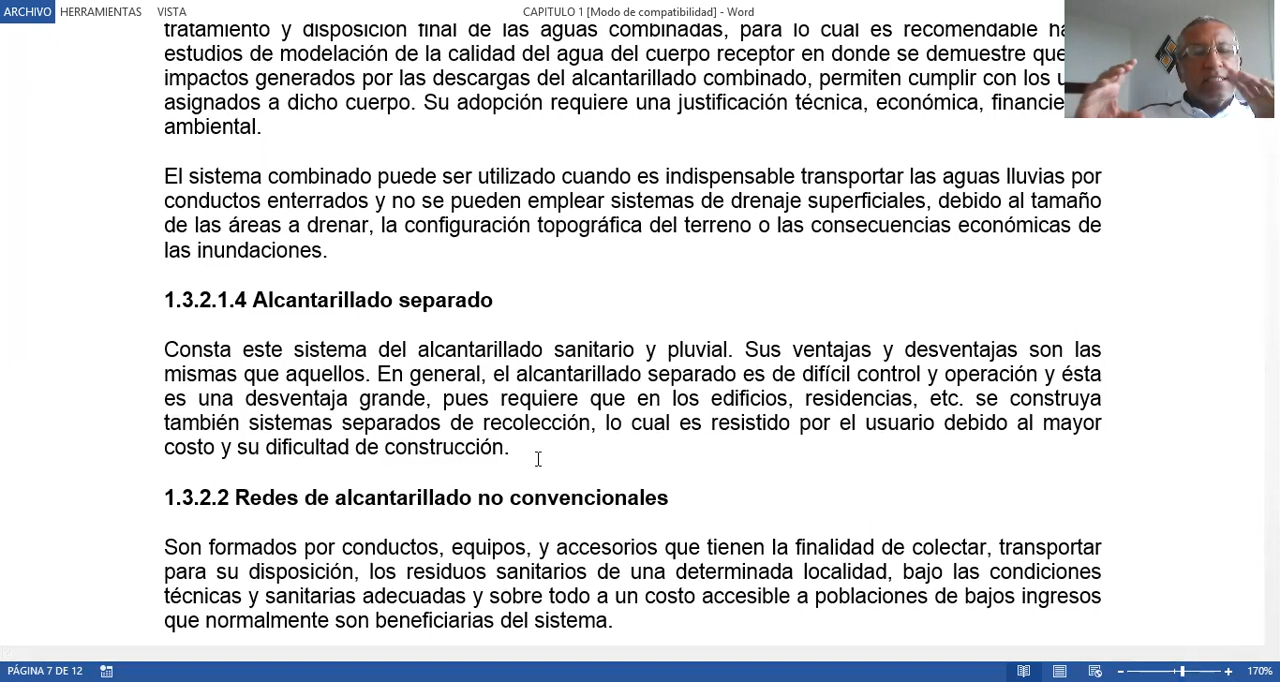 ARCHIVO HERRAMIENTAS VISTA CAPITULO 1 [Modo de compatibilidad] - Word
tratamiento y disposición final de las aguas combinadas, para lo cual es recomendable
estudios de modelación de la calidad del agua del cuerpo receptor en donde se demuestre que
impactos generados por las descargas del alcantarillado combinado, permiten cumplir con los
asignados a dicho cuerpo. Su adopción requiere una justificación técnica, económica,
ambiental.
El sistema combinado puede ser utilizado cuando es indispensable transportar las aguas lluvias por
conductos enterrados y no se pueden emplear sistemas de drenaje superficiales, debido al tamaño
de las áreas a drenar, la configuración topográfica del terreno o las consecuencias económicas de
las inundaciones.
1.3.2.1.4 Alcantarillado separado
Consta este sistema del alcantarillado sanitario y pluvial. Sus ventajas y desventajas son las
mismas que aquellos. En general, el alcantarillado separado es de difícil control y operación y ésta
es una desventaja grande, pues requiere que en los edificios, residencias, etc. se construya
también sistemas separados de recolección, lo cual es resistido por el usuario debido al mayor
costo y su dificultad de construcción.
1.3.2.2 Redes de alcantarillado no convencionales
Son formados por conductos, equipos, y accesorios que tienen la finalidad de colectar, transportar
para su disposición, los residuos sanitarios de una determinada localidad, bajo las condiciones
técnicas y sanitarias adecuadas y sobre todo a un costo accesible a poblaciones de bajos ingresos
que normalmente son beneficiarias del sistema.
PÁGINA 7 DE 12 170%